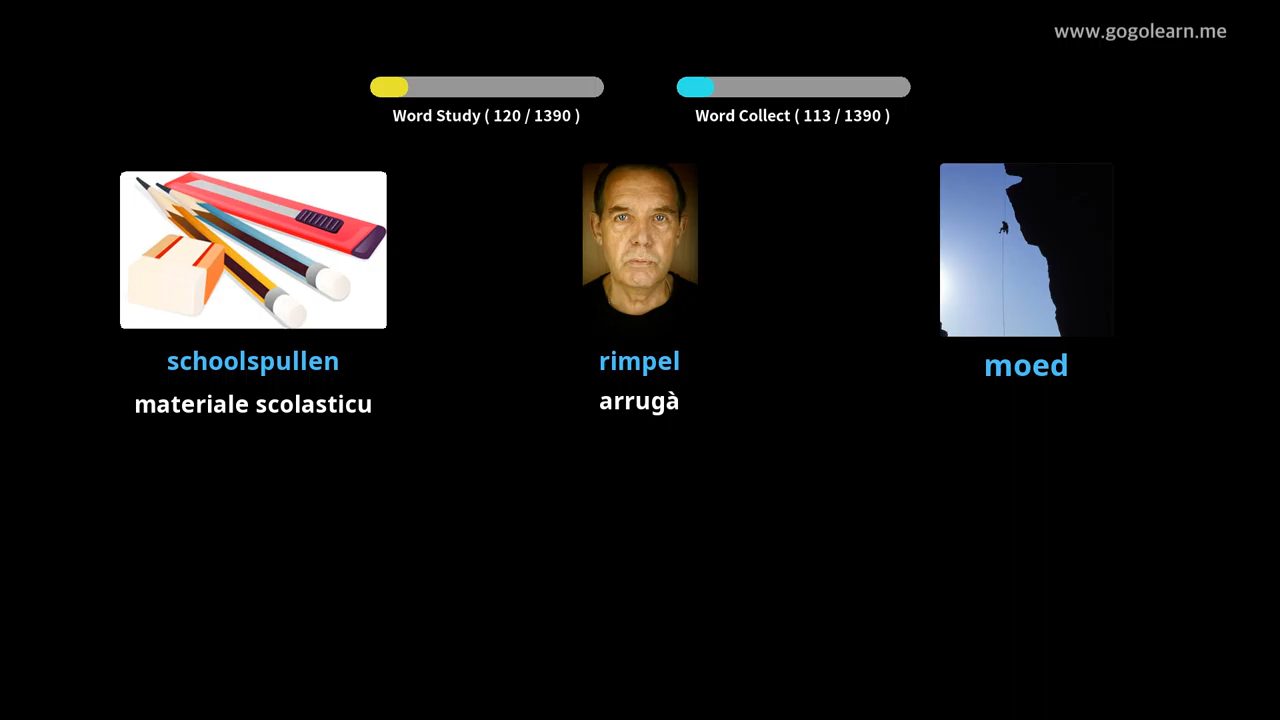 www.gogolearn.me
Word Study ( 120 / 1390 )
Word Collect ( 113 / 1390 )
schoolspullen
materiale scolasticu
rimpel
arrugà
moed